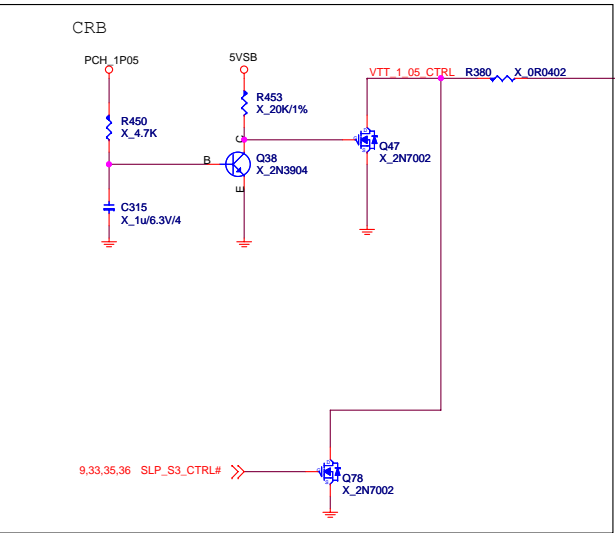 CRB
PCH_1P05
5VSB
VTT_1_05_CTRL R380 X_0R0402
R453
X_20K/1%
R450
X_4.7K
C
Q47
X_2N7002
B
Q38
X_2N3904
E
C315
X_1u/6.3V/4
9,33,35,36 SLP_S3_CTRL#
Q78
X_2N7002